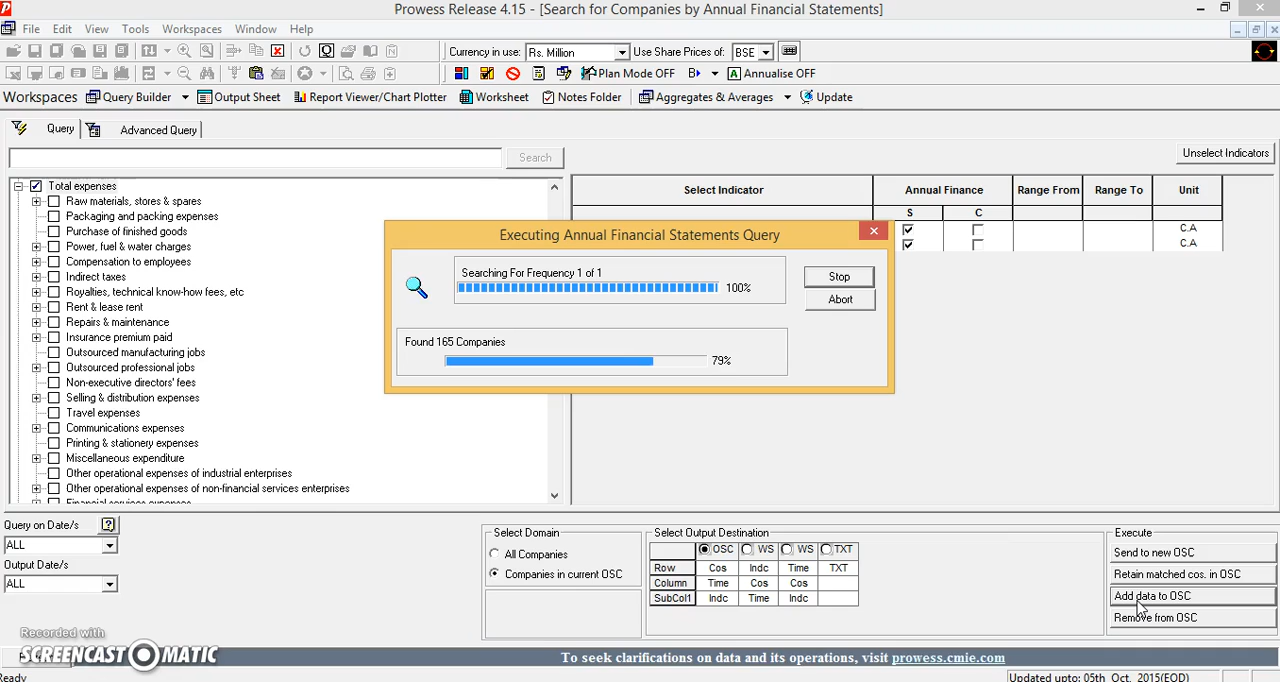 Prowess Release 4.15 - [Search for Companies by Annual Financial Statements]
File Edit View Tools Workspaces Window Help
Currency in use: Rs. Million Use Share Prices of: BSE
Plan Mode OFF B› A Annualise OFF
Workspaces Query Builder Output Sheet Report Viewer/Chart Plotter Worksheet Notes Folder Aggregates & Averages Update
Query Advanced Query
Search Unselect Indicators
Select Indicator Annual Finance Range From Range To Unit
S C
C.A
C.A
Total expenses
Raw materials, stores & spares
Packaging and packing expenses
Purchase of finished goods
Power, fuel & water charges
Compensation to employees
Indirect taxes
Royalties, technical know-how fees, etc
Rent & lease rent
Repairs & maintenance
Insurance premium paid
Outsourced manufacturing jobs
Outsourced professional jobs
Non-executive directors' fees
Selling & distribution expenses
Travel expenses
Communications expenses
Printing & stationery expenses
Miscellaneous expenditure
Other operational expenses of industrial enterprises
Other operational expenses of non-financial services enterprises
Financial services expenses
Executing Annual Financial Statements Query
Searching For Frequency 1 of 1
100%
Stop
Abort
Found 165 Companies
79%
Query on Date/s
ALL
Output Date/s
ALL
Select Domain
All Companies
Companies in current OSC
Select Output Destination
OSC WS WS TXT
Row Cos Indc Time TXT
Column Time Cos Cos
SubCol1 Indc Time Indc
Execute
Send to new OSC
Retain matched cos. in OSC
Add data to OSC
Remove from OSC
Recorded with
SCREENCAST MATIC
To seek clarifications on data and its operations, visit prowess.cmie.com
Ready
Updated upto: 05th Oct, 2015(EOD)